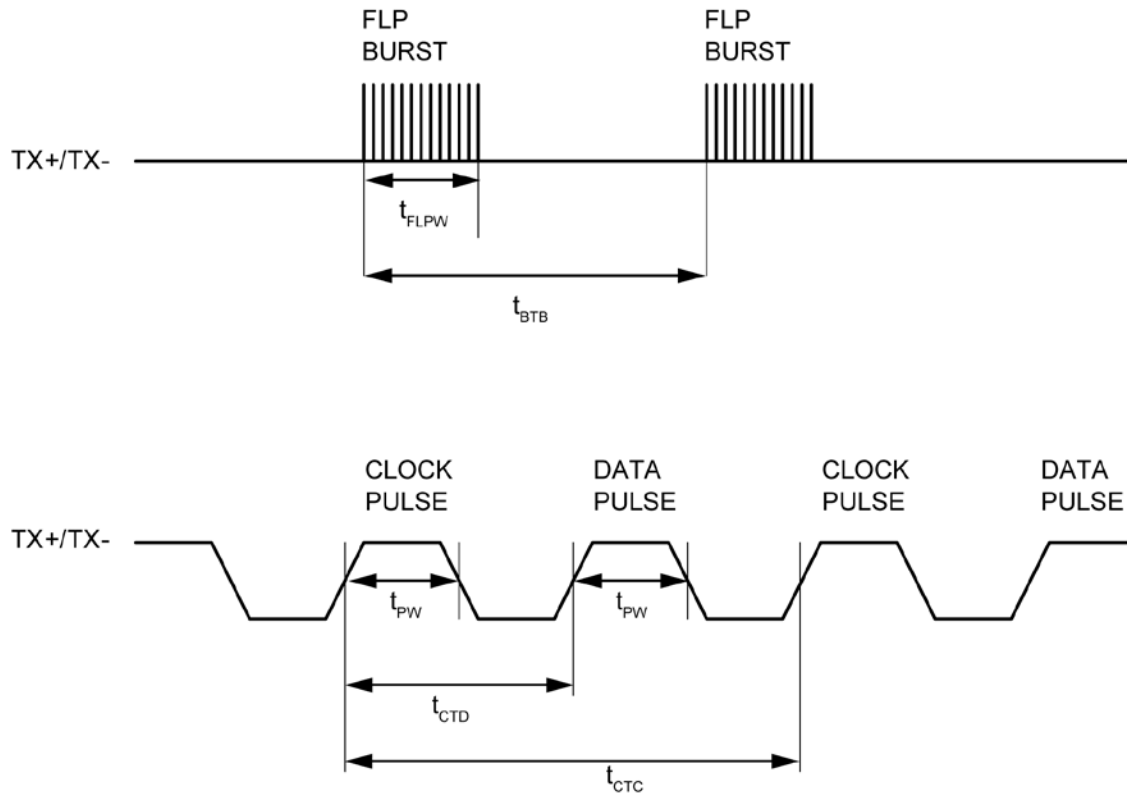 FLP
BURST
FLP
BURST
TX+/TX-
tFLPW
tBTB
CLOCK
PULSE
DATA
PULSE
CLOCK
PULSE
DATA
PULSE
TX+/TX-
tPW
tPW
tCTD
tCTC